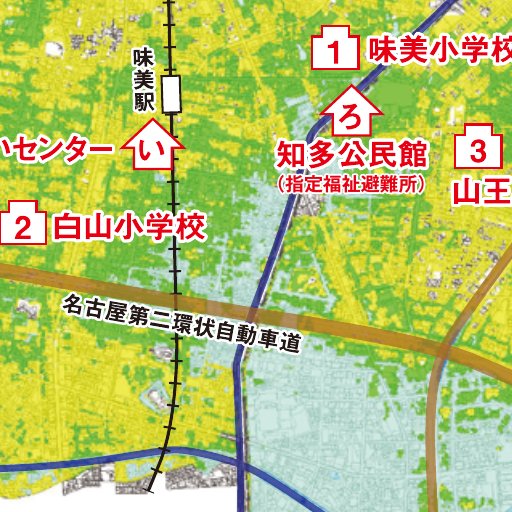 1 味美小学校
味美駅
ろ
いセンター い
知多公民館
（指定福祉避難所）
3
山王
2 白山小学校
名古屋第二環状自動車道